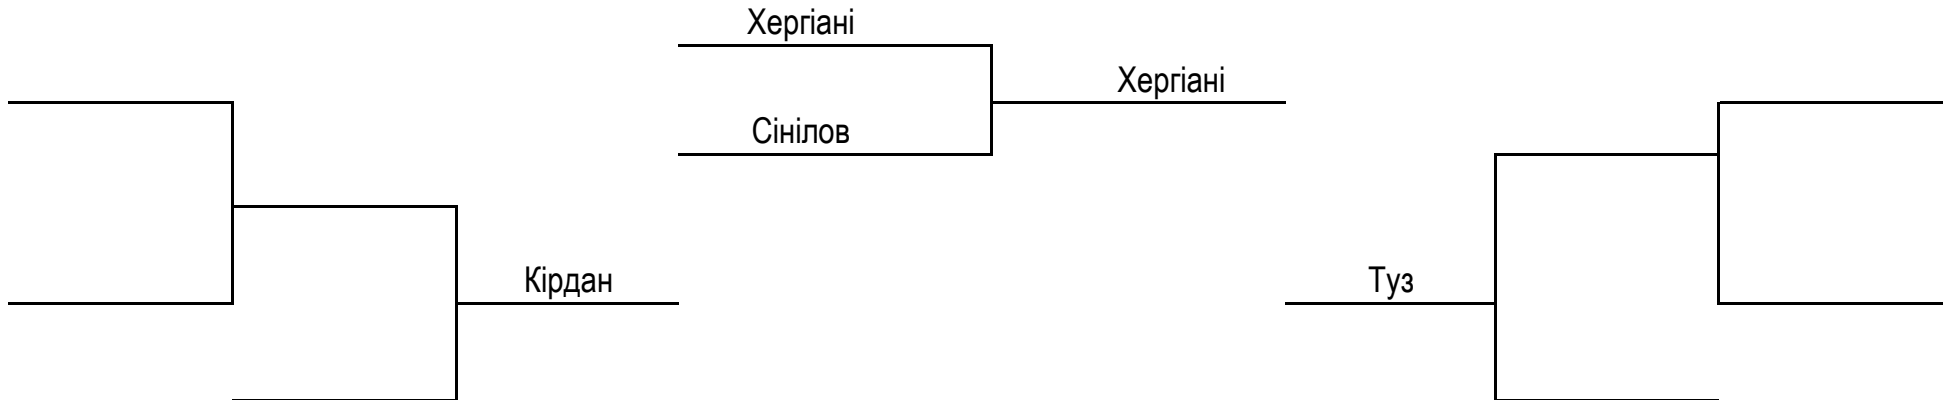 Хергіані
Хергіані
Сінілов
Кірдан
Туз